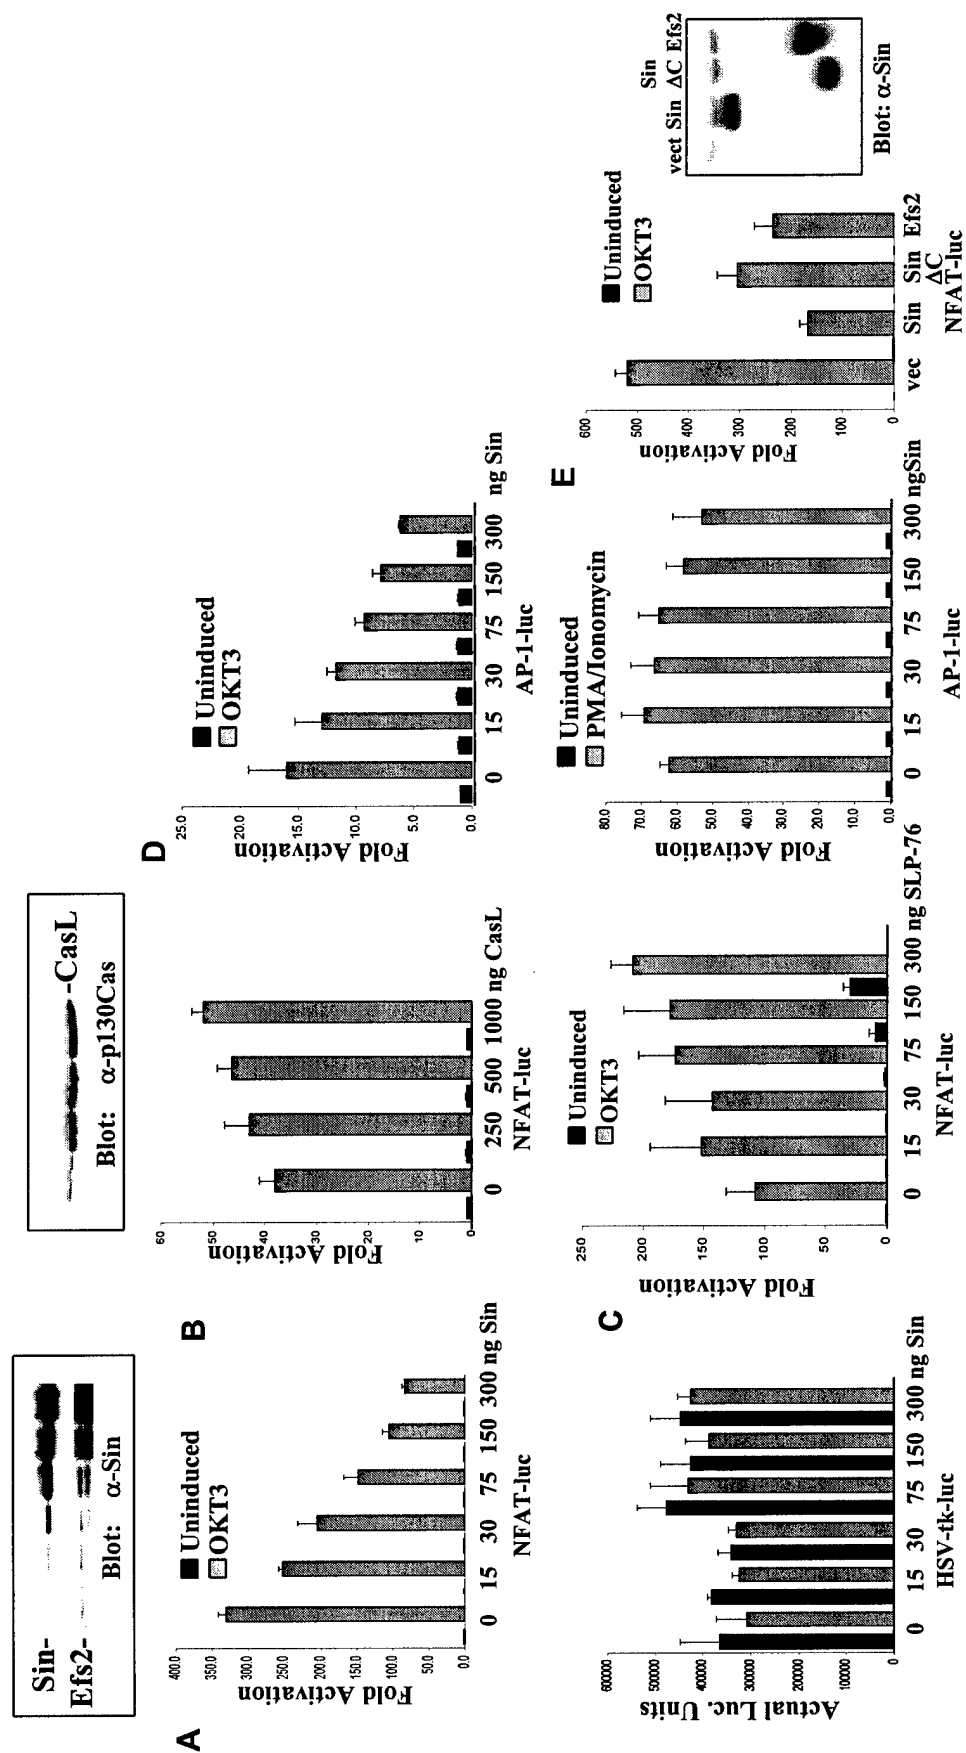 A
Sin-
Efs2-
Blot: α-Sin
Uninduced
OKT3
Fold Activation
400.0
350.0
300.0
250.0
200.0
150.0
100.0
50.0
0.0
0 15 30 75 150 300 ng Sin
NFAT-luc
Actual Luc. Units
600000
500000
400000
300000
200000
100000
0
0 15 30 75 150 300 ng Sin
HSV-tk-luc
B
-CasL
Blot: α-p130Cas
Fold Activation
60
50
40
30
20
10
0
0 250 500 1000 ng CasL
NFAT-luc
C
Uninduced
OKT3
Fold Activation
250
200
150
100
50
0
0 15 30 75 150 300 ng SLP-76
NFAT-luc
D
Uninduced
OKT3
Fold Activation
25.0
20.0
15.0
10.0
5.0
0.0
0 15 30 75 150 300 ng Sin
AP-1-luc
Uninduced
PMA/Ionomycin
Fold Activation
80.0
70.0
60.0
50.0
40.0
30.0
20.0
10.0
0.0
0 15 30 75 150 300 ngSin
AP-1-luc
E
Uninduced
OKT3
Fold Activation
600
500
400
300
200
100
0
vec Sin Sin Efs2
ΔC
NFAT-luc
Sin
vect Sin ΔC Efs2
Blot: α-Sin